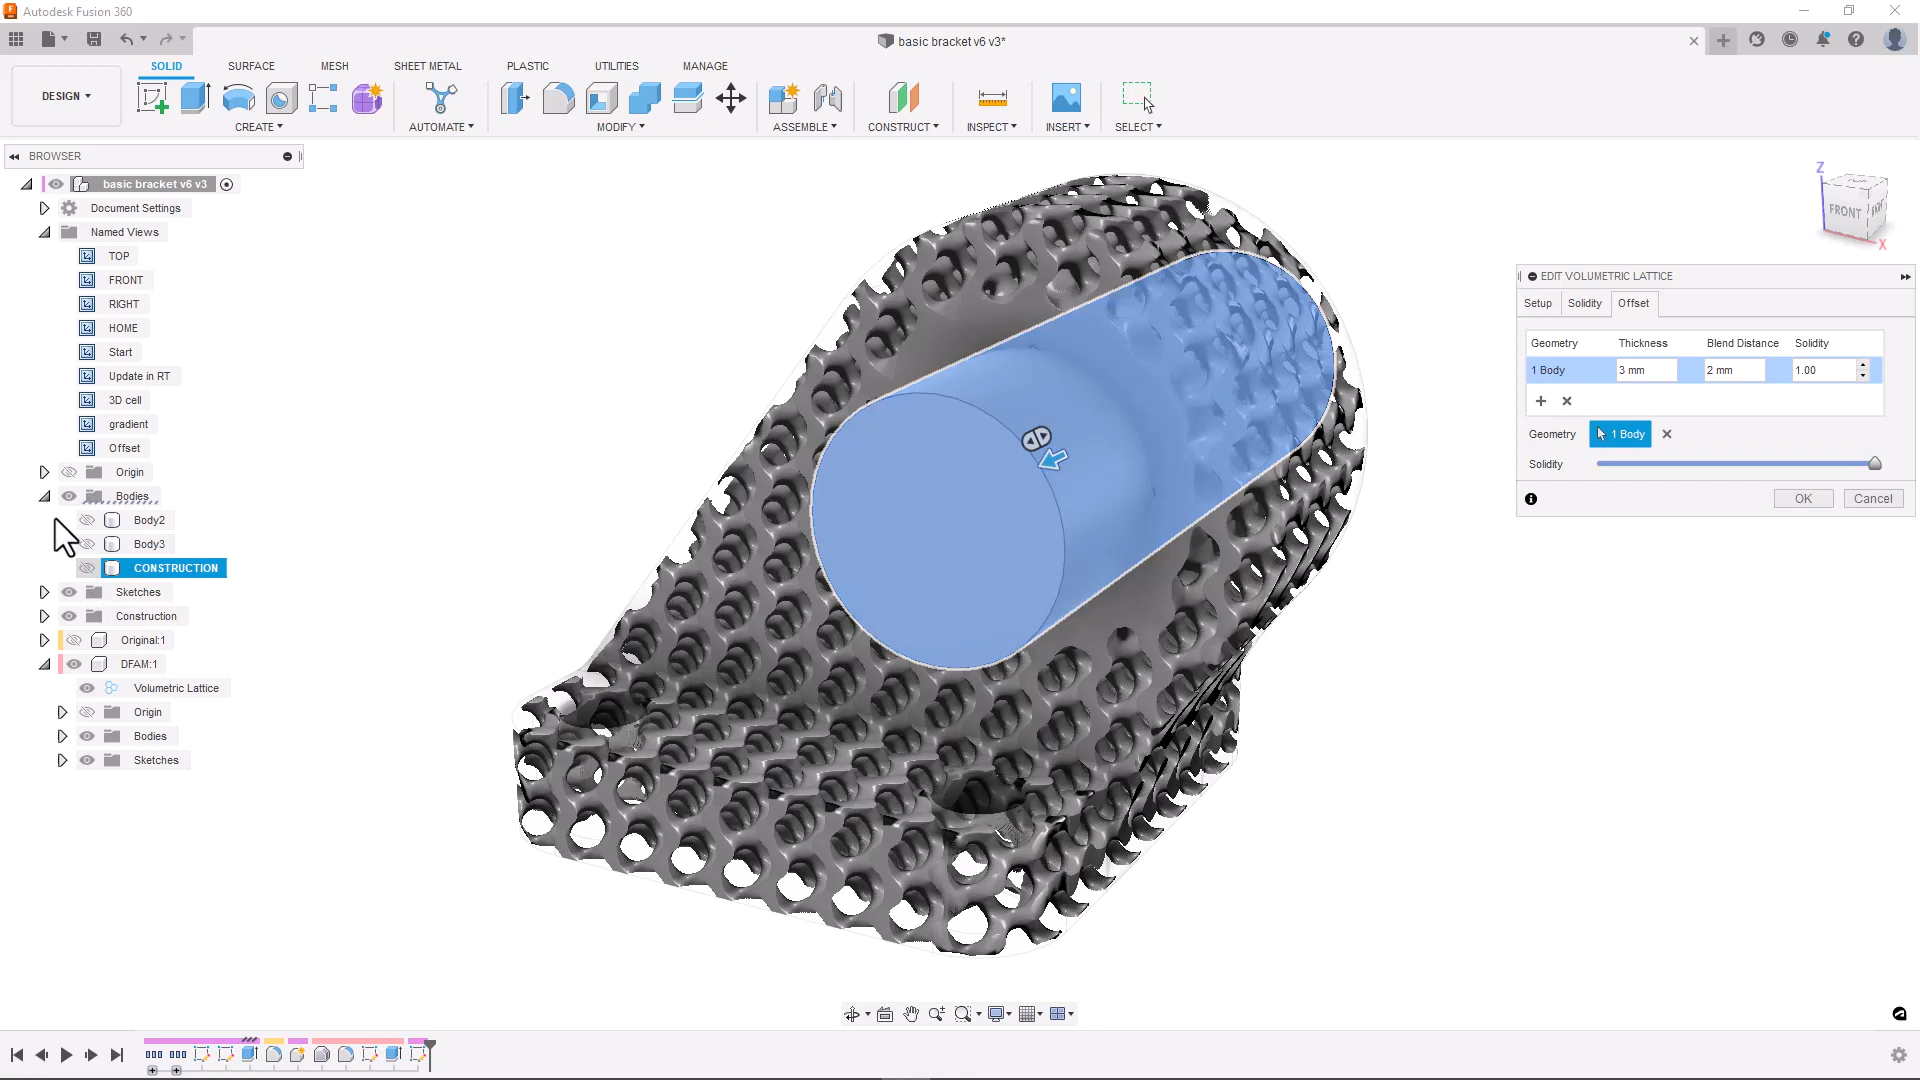 Autodesk Fusion 360
basic bracket v6 v3*
DESIGN
SOLID SURFACE MESH SHEET METAL PLASTIC UTILITIES MANAGE
CREATE AUTOMATE MODIFY ASSEMBLE CONSTRUCT INSPECT INSERT SELECT
BROWSER
basic bracket v6 v3
Document Settings
Named Views
TOP
FRONT
RIGHT
HOME
Start
Update in RT
3D cell
gradient
Offset
Origin
Bodies
Body2
Body3
CONSTRUCTION
Sketches
Construction
Original:1
DFAM:1
Volumetric Lattice
Origin
Bodies
Sketches
Z
FRONT
X
EDIT VOLUMETRIC LATTICE
Setup Solidity Offset
Geometry Thickness Blend Distance Solidity
1 Body 3 mm 2 mm 1.00
Geometry 1 Body
Solidity
OK Cancel